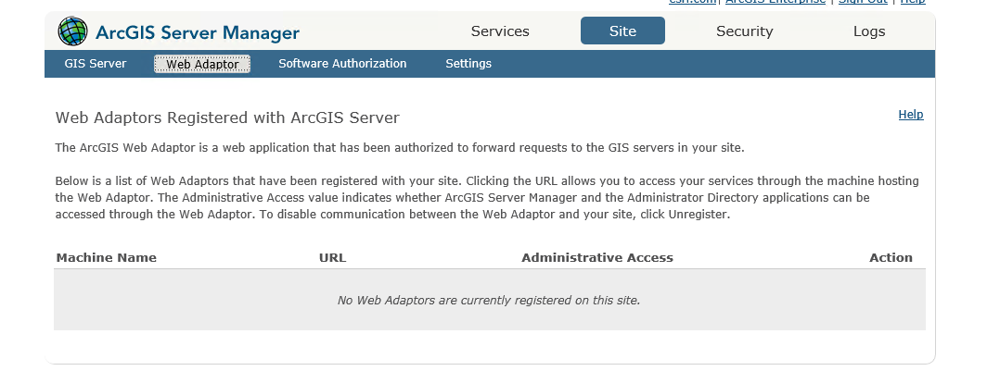 esri.com | ArcGIS Enterprise | Sign Out | Help
ArcGIS Server Manager
Services Site Security Logs
GIS Server Web Adaptor Software Authorization Settings
Web Adaptors Registered with ArcGIS Server
Help
The ArcGIS Web Adaptor is a web application that has been authorized to forward requests to the GIS servers in your site.
Below is a list of Web Adaptors that have been registered with your site. Clicking the URL allows you to access your services through the machine hosting
the Web Adaptor. The Administrative Access value indicates whether ArcGIS Server Manager and the Administrator Directory applications can be
accessed through the Web Adaptor. To disable communication between the Web Adaptor and your site, click Unregister.
Machine Name URL Administrative Access Action
No Web Adaptors are currently registered on this site.